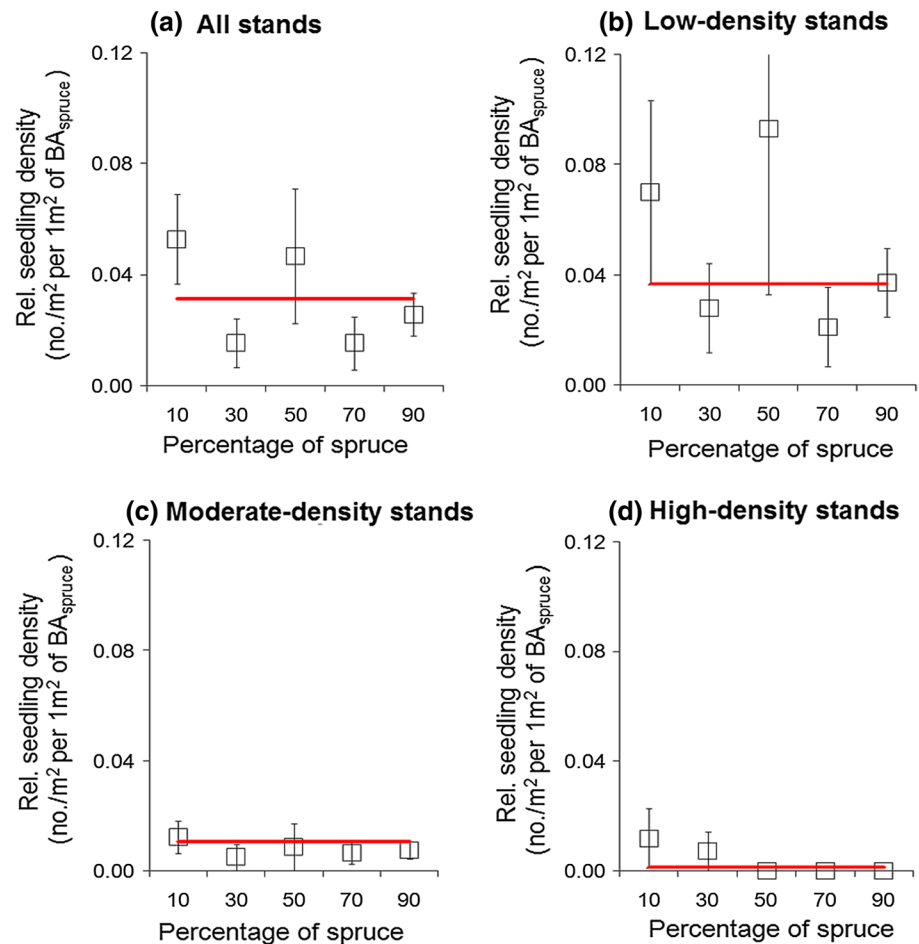 (a) All stands
Rel. seedling density
(no./m² per 1m² of BAspruce)
0.12
0.08
0.04
0.00
10 30 50 70 90
Percentage of spruce
(b) Low-density stands
Rel. seedling density
(no./m² per 1m² of BAspruce)
0.12
0.08
0.04
0.00
10 30 50 70 90
Percenatge of spruce
(c) Moderate-density stands
Rel. seedling density
(no./m² per 1m² of BAspruce)
0.12
0.08
0.04
0.00
10 30 50 70 90
Percentage of spruce
(d) High-density stands
Rel. seedling density
(no./m² per 1m² of BAspruce)
0.12
0.08
0.04
0.00
10 30 50 70 90
Percentage of spruce